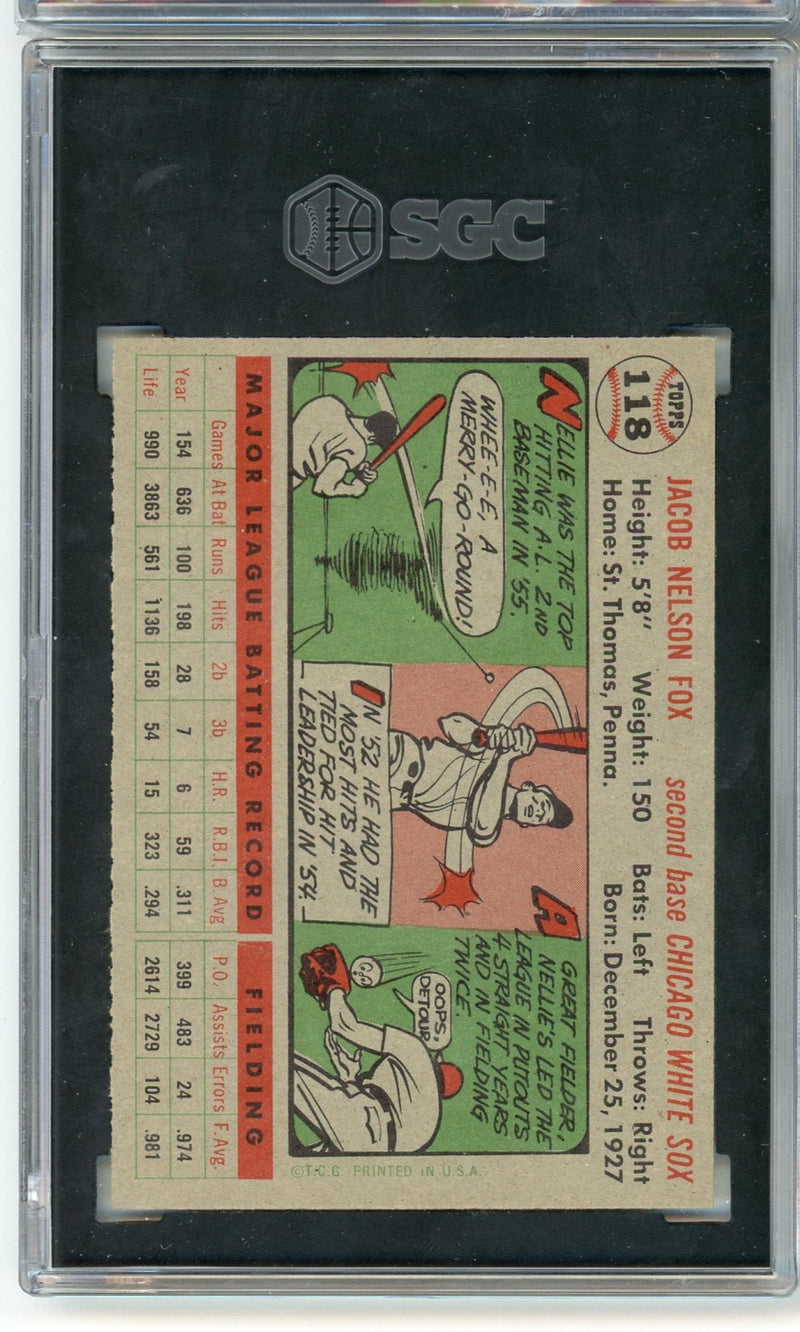 SGC
TOPPS
118
JACOB NELSON FOX second base CHICAGO WHITE SOX
Height: 5'8" Weight: 150 Bats: Left Throws: Right
Home: St. Thomas, Penna. Born: December 25, 1927
NELLIE WAS THE TOP
HITTING A.L. 2ND
BASEMAN IN '55.
WHEE-E-E, A
MERRY-GO-ROUND!
IN '52 HE HAD THE
MOST HITS AND
TIED FOR HIT
LEADERSHIP IN '54.
A GREAT FIELDER,
NELLIE'S LED THE
LEAGUE IN PUTOUTS
4 STRAIGHT YEARS
AND IN FIELDING
TWICE.
OOPS,
DETOUR
©T.C.G. PRINTED IN U.S.A.
MAJOR LEAGUE BATTING RECORD FIELDING
Games At Bat Runs Hits 2b 3b H.R. R.B.I. B Avg P.O. Assists Errors F. Avg.
Year 154 636 100 198 28 7 6 59 .311 399 483 24 .974
Life 990 3863 561 1136 158 54 15 323 .294 2614 2729 104 .981